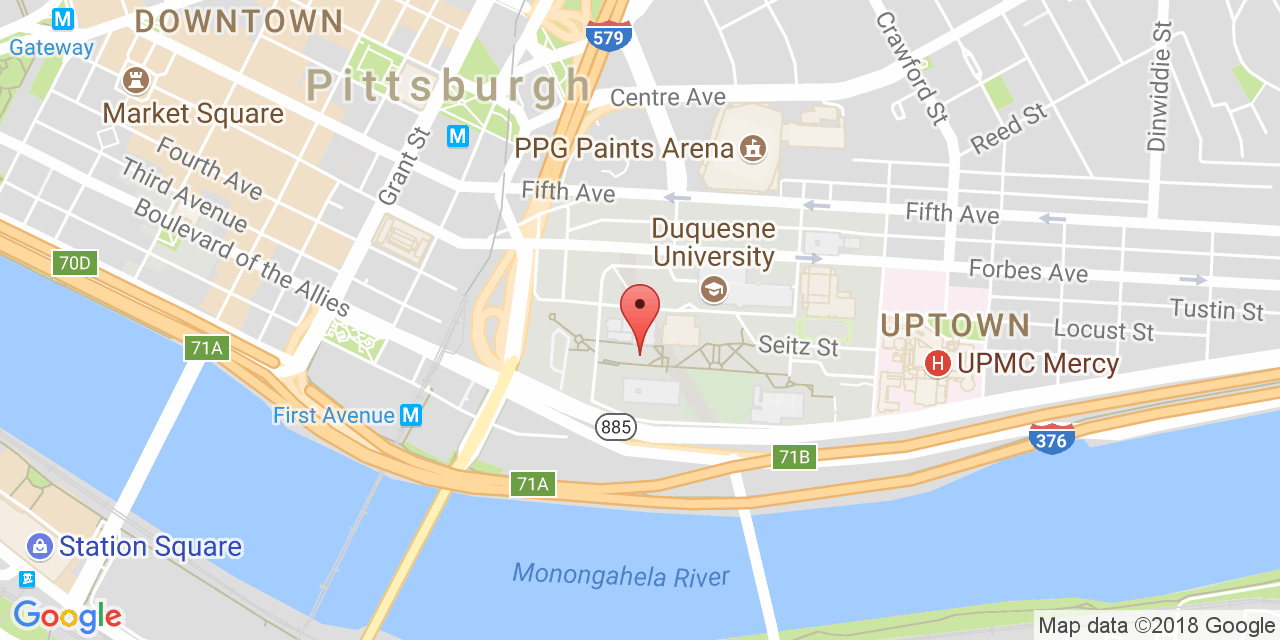 DOWNTOWN
M
Gateway
579
Pittsburgh
Market Square
Centre Ave
Crawford St
Dinwiddie St
Reed St
M
Grant St
PPG Paints Arena
Fourth Ave
Third Avenue
Boulevard of the Allies
Fifth Ave
Fifth Ave
Duquesne
University
70D
Forbes Ave
Tustin St
UPTOWN
Locust St
71A
Seitz St
H
UPMC Mercy
First Avenue
M
885
376
71B
71A
Station Square
Monongahela River
Google
Map data ©2018 Google